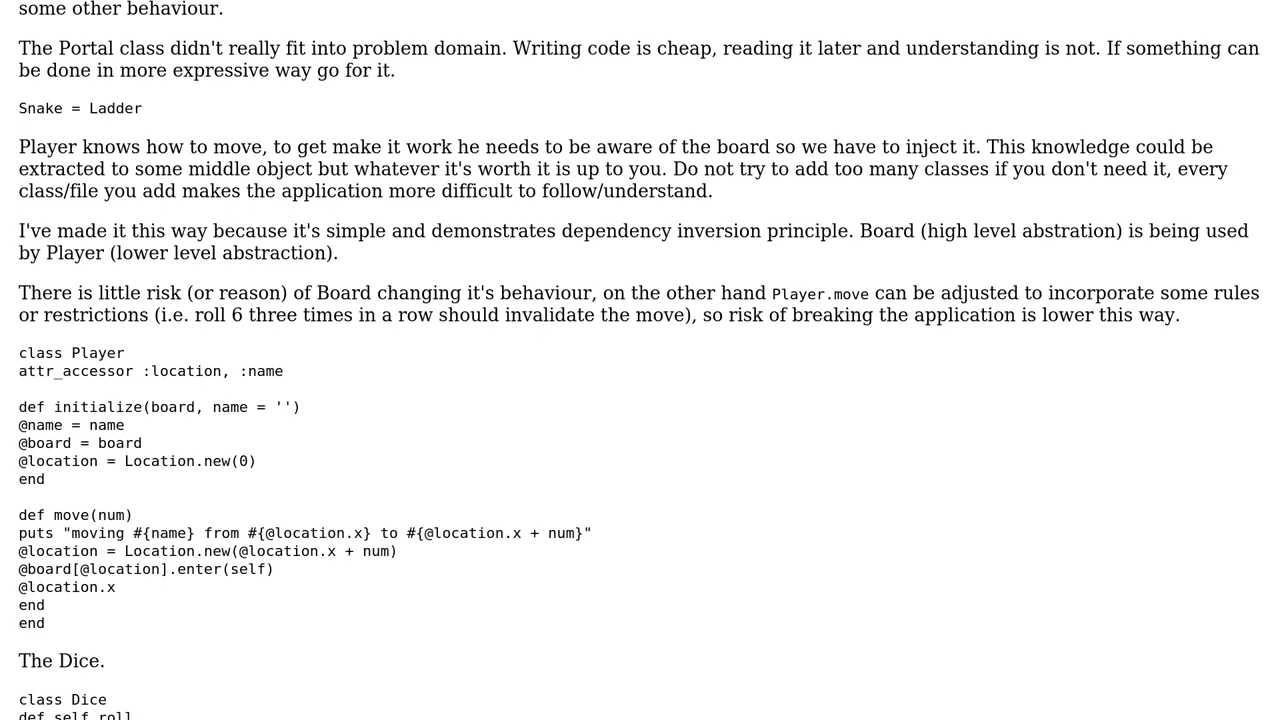 some other behaviour.
The Portal class didn't really fit into problem domain. Writing code is cheap, reading it later and understanding is not. If something can
be done in more expressive way go for it.
Snake = Ladder
Player knows how to move, to get make it work he needs to be aware of the board so we have to inject it. This knowledge could be
extracted to some middle object but whatever it's worth it is up to you. Do not try to add too many classes if you don't need it, every
class/file you add makes the application more difficult to follow/understand.
I've made it this way because it's simple and demonstrates dependency inversion principle. Board (high level abstration) is being used
by Player (lower level abstraction).
There is little risk (or reason) of Board changing it's behaviour, on the other hand Player.move can be adjusted to incorporate some rules
or restrictions (i.e. roll 6 three times in a row should invalidate the move), so risk of breaking the application is lower this way.
class Player
attr_accessor :location, :name
def initialize(board, name = '')
@name = name
@board = board
@location = Location.new(0)
end
def move(num)
puts "moving #{name} from #{@location.x} to #{@location.x + num}"
@location = Location.new(@location.x + num)
@board[@location].enter(self)
@location.x
end
end
The Dice.
class Dice
def self.roll